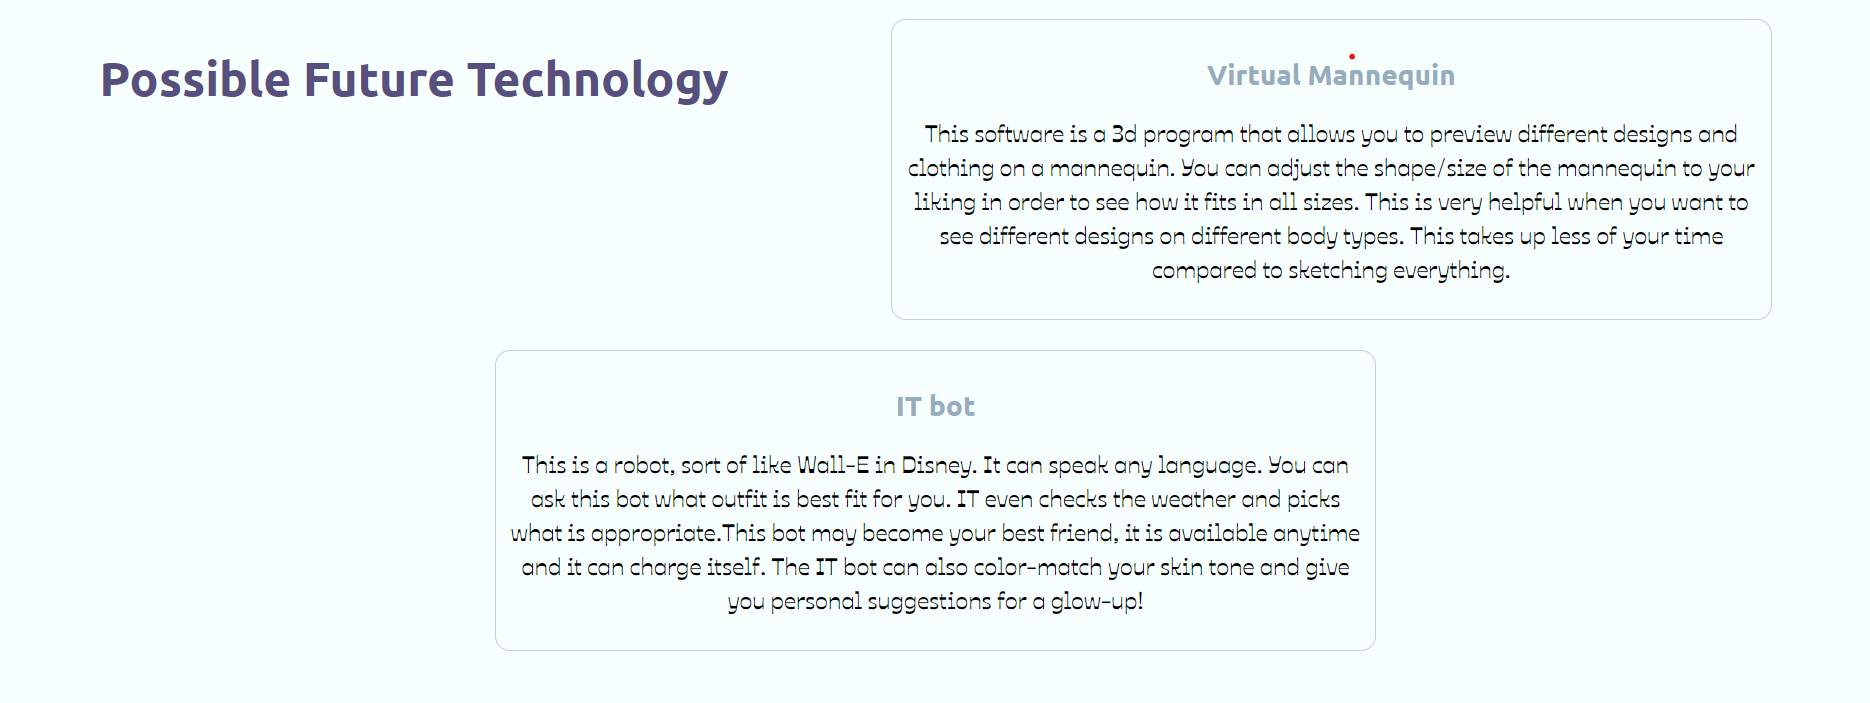 Possible Future Technology
Virtual Mannequin
This software is a 3d program that allows you to preview different designs and
clothing on a mannequin. You can adjust the shape/size of the mannequin to your
liking in order to see how it fits in all sizes. This is very helpful when you want to
see different designs on different body types. This takes up less of your time
compared to sketching everything.
IT bot
This is a robot, sort of like Wall-E in Disney. It can speak any language. You can
ask this bot what outfit is best fit for you. IT even checks the weather and picks
what is appropriate.This bot may become your best friend, it is available anytime
and it can charge itself. The IT bot can also color-match your skin tone and give
you personal suggestions for a glow-up!